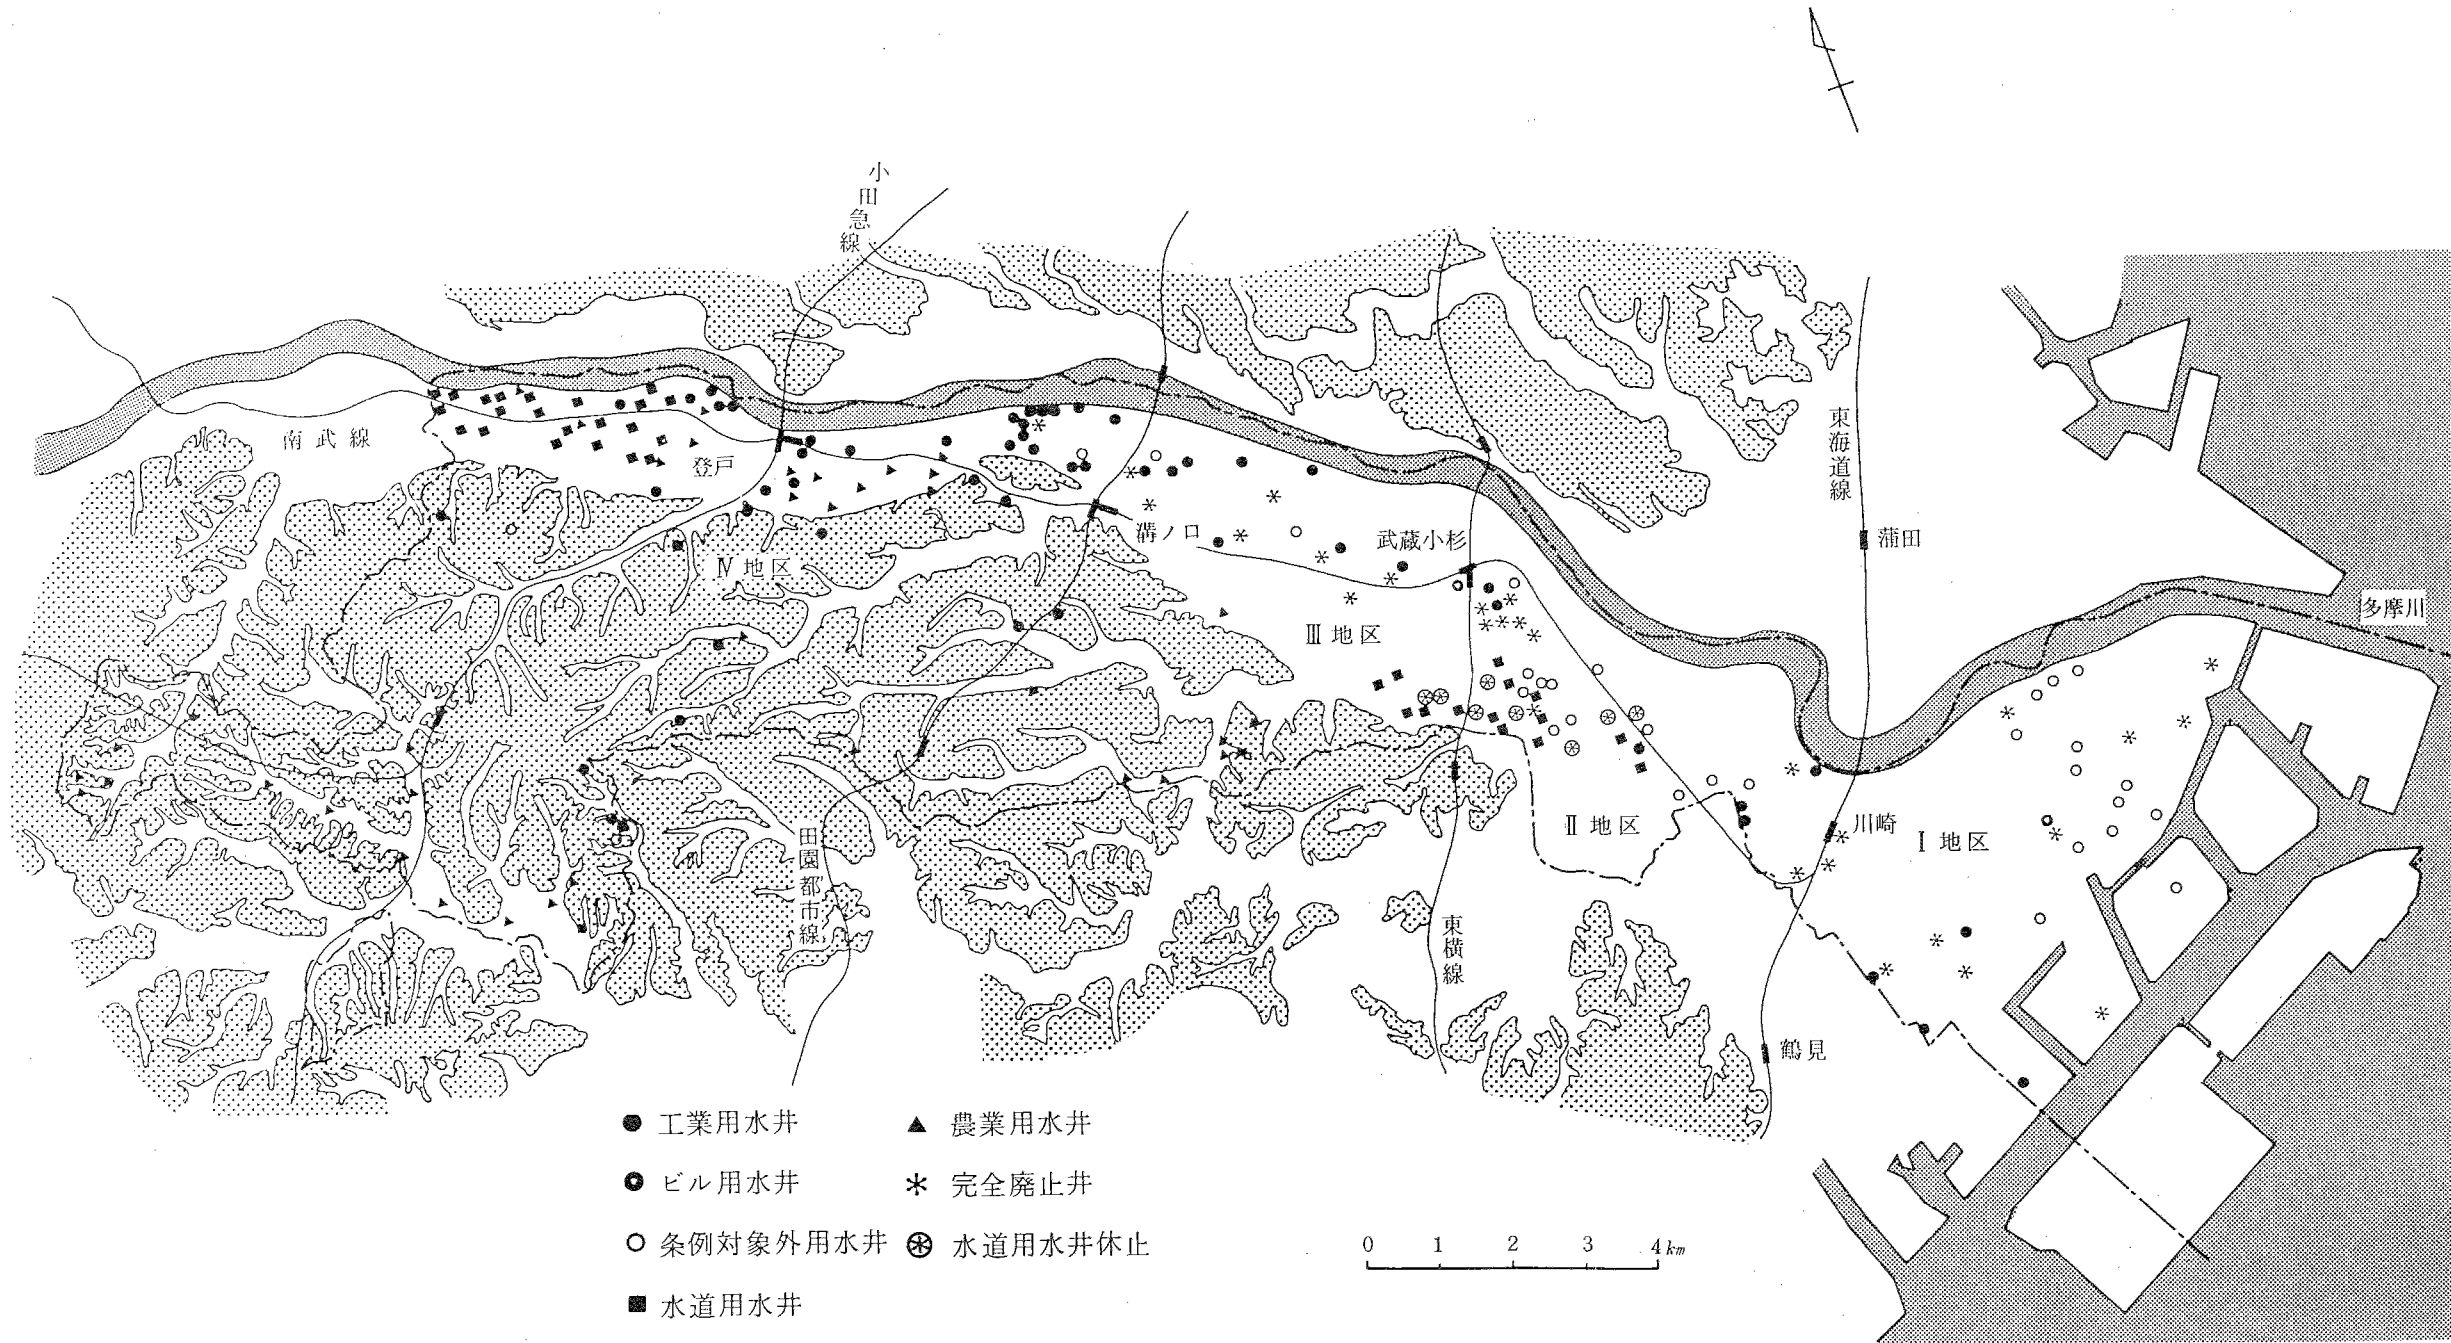 小田急線
南武線
登戸
溝ノ口
武蔵小杉
東海道線
蒲田
多摩川
Ⅳ地区
Ⅲ地区
Ⅱ地区
川崎
Ⅰ地区
田園都市線
東横線
鶴見
工業用水井
農業用水井
ビル用水井
完全廃止井
条例対象外用水井
水道用水井休止
水道用水井
0 1 2 3 4km